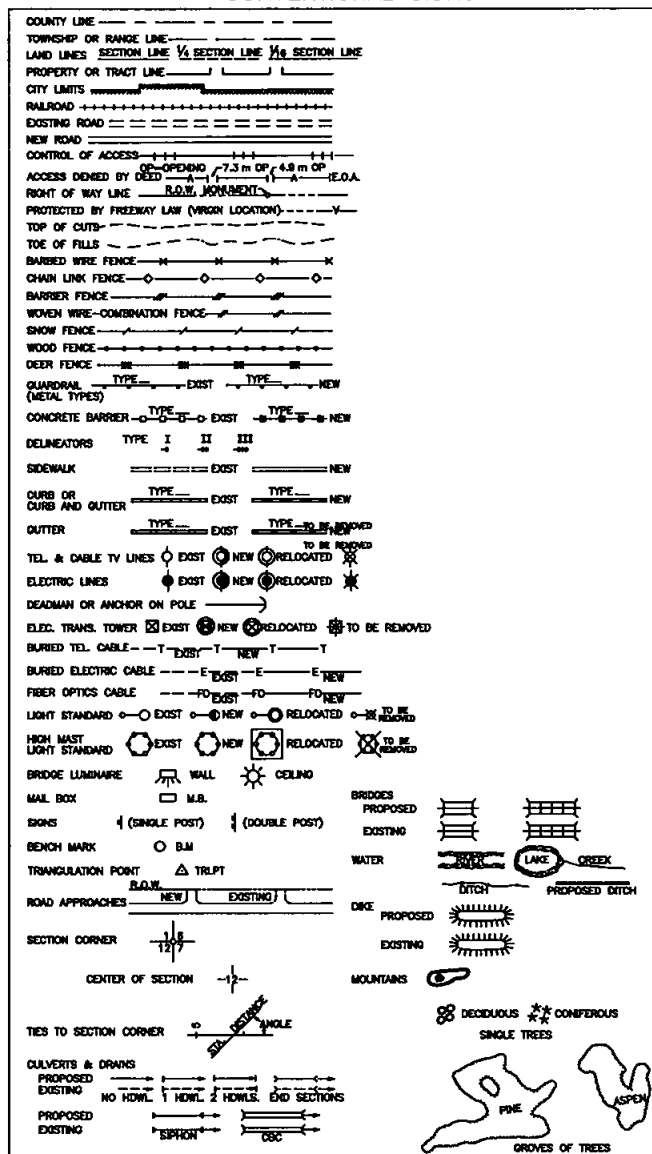 COUNTY LINE
TOWNSHIP OR RANGE LINE
LAND LINES SECTION LINE 1/4 SECTION LINE 1/16 SECTION LINE
PROPERTY OR TRACT LINE
CITY LIMITS
RAILROAD
EXISTING ROAD
NEW ROAD
CONTROL OF ACCESS
OP-OPENING 7.3 m OP 4.9 m OP
ACCESS DENIED BY DEED A A E.O.A.
RIGHT OF WAY LINE R.O.W. MONUMENT
PROTECTED BY FREEWAY LAW (VIRGIN LOCATION) V
TOP OF CUTS
TOE OF FILLS
BARBED WIRE FENCE
CHAIN LINK FENCE
BARRIER FENCE
WOVEN WIRE-COMBINATION FENCE
SNOW FENCE
WOOD FENCE
DEER FENCE
GUARDRAIL TYPE EXIST TYPE NEW
(METAL TYPES)
CONCRETE BARRIER TYPE EXIST TYPE NEW
DELINEATORS TYPE I II III
SIDEWALK EXIST NEW
CURB OR TYPE EXIST TYPE NEW
CURB AND GUTTER
GUTTER TYPE EXIST TYPE NEW
TO BE REMOVED
TO BE REMOVED
TEL. & CABLE TV LINES EXIST NEW RELOCATED
ELECTRIC LINES EXIST NEW RELOCATED
DEADMAN OR ANCHOR ON POLE
ELEC. TRANS. TOWER EXIST NEW RELOCATED TO BE REMOVED
BURIED TEL. CABLE T EXIST T NEW T T
BURIED ELECTRIC CABLE E EXIST E E NEW
FIBER OPTICS CABLE FO EXIST FO FO NEW
LIGHT STANDARD EXIST NEW RELOCATED TO BE REMOVED
HIGH MAST
LIGHT STANDARD EXIST NEW RELOCATED TO BE REMOVED
BRIDGE LUMINAIRE WALL CEILING
MAIL BOX M.B.
SIGNS (SINGLE POST) (DOUBLE POST)
BENCH MARK B.M
TRIANGULATION POINT TRI.PT
R.O.W.
ROAD APPROACHES NEW EXISTING
SECTION CORNER 1 6
12 7
CENTER OF SECTION 12
TIES TO SECTION CORNER 5 STA. DISTANCE ANGLE
CULVERTS & DRAINS
PROPOSED
EXISTING NO HDWL. 1 HDWL. 2 HDWLS. END SECTIONS
PROPOSED
EXISTING SIPHON CBC
BRIDGES
PROPOSED
EXISTING
WATER RIVER LAKE CREEK
DITCH PROPOSED DITCH
DIKE
PROPOSED
EXISTING
MOUNTAINS
DECIDUOUS CONIFEROUS
SINGLE TREES
PINE ASPEN
GROVES OF TREES